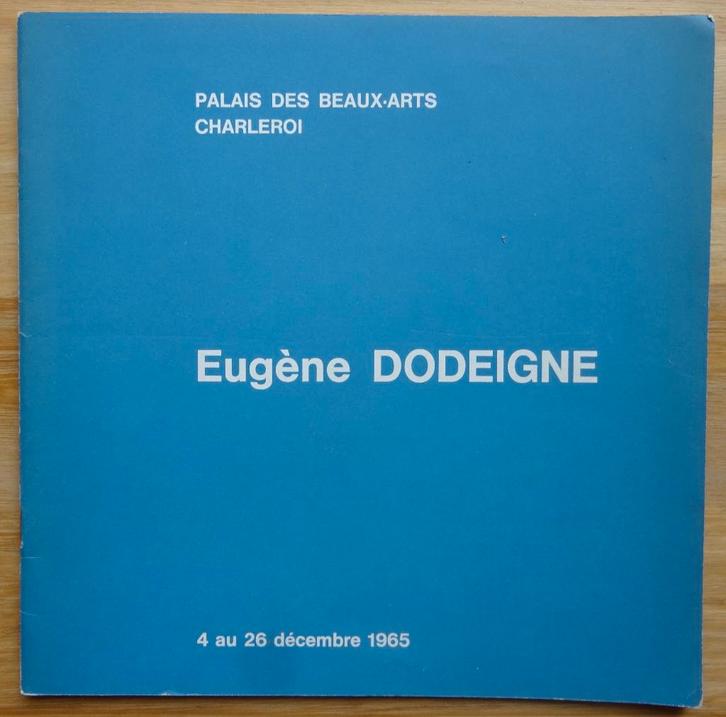 PALAIS DES BEAUX-ARTS
CHARLEROI
Eugène DODEIGNE
4 au 26 décembre 1965